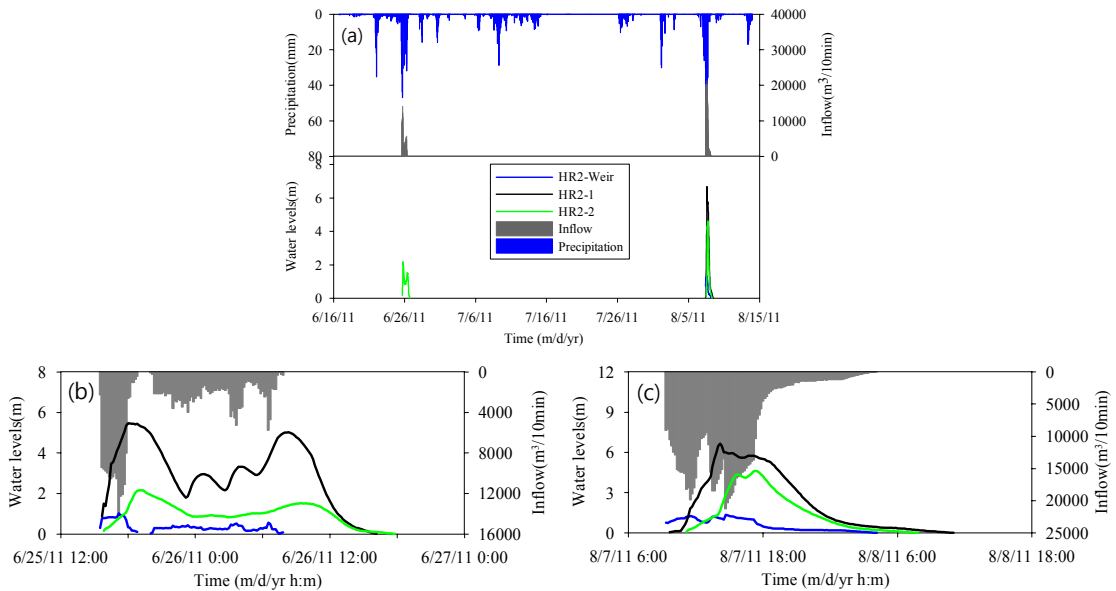 (a)
Precipitation(mm)
0
20
40
60
80
Inflow(m³/10min)
40000
30000
20000
10000
0
Water levels(m)
8
6
4
2
0
HR2-Weir
HR2-1
HR2-2
Inflow
Precipitation
6/16/11 6/26/11 7/6/11 7/16/11 7/26/11 8/5/11 8/15/11
Time (m/d/yr)
(b)
Water levels(m)
8
6
4
2
0
Inflow(m³/10min)
0
4000
8000
12000
16000
6/25/11 12:00 6/26/11 0:00 6/26/11 12:00 6/27/11 0:00
Time (m/d/yr h:m)
(c)
Water levels(m)
12
9
6
3
0
Inflow(m³/10min)
0
5000
10000
15000
20000
25000
8/7/11 6:00 8/7/11 18:00 8/8/11 6:00 8/8/11 18:00
Time (m/d/yr h:m)